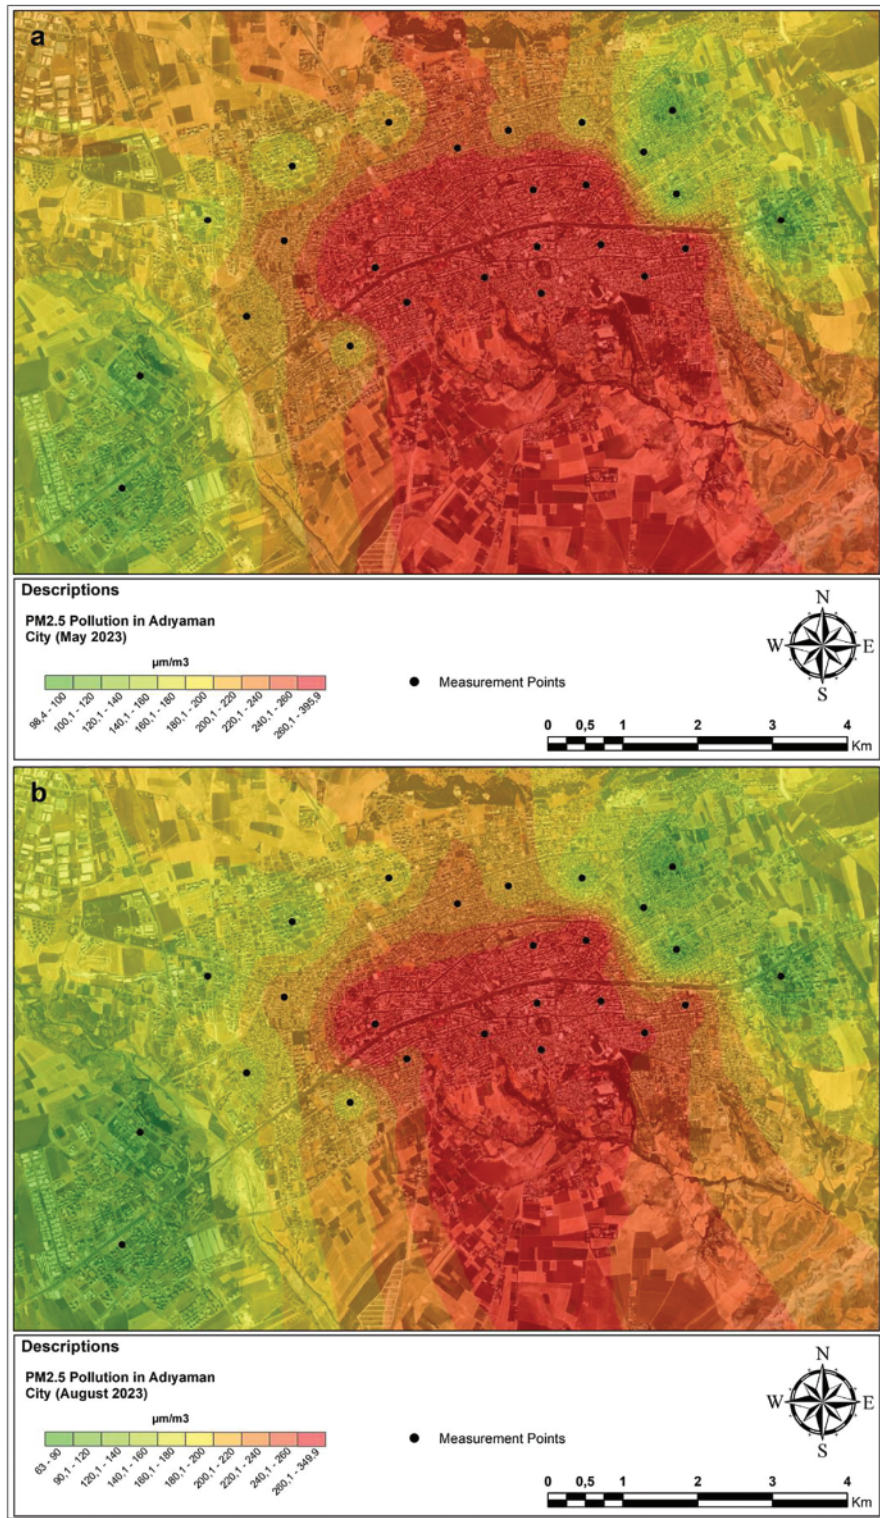 a
Descriptions
PM2.5 Pollution in Adıyaman
City (May 2023)
µm/m3
98,4 - 100
100,1 - 120
120,1 - 140
140,1 - 180
160,1 - 180
180,1 - 200
200,1 - 220
220,1 - 240
240,1 - 260
260,1 - 395,9
Measurement Points
N
W E
S
0 0,5 1 2 3 4
Km
b
Descriptions
PM2.5 Pollution in Adıyaman
City (August 2023)
µm/m3
63 - 90
90,1 - 120
120,1 - 140
140,1 - 160
160,1 - 180
180,1 - 200
200,1 - 220
220,1 - 240
240,1 - 260
260,1 - 349,9
Measurement Points
N
W E
S
0 0,5 1 2 3 4
Km